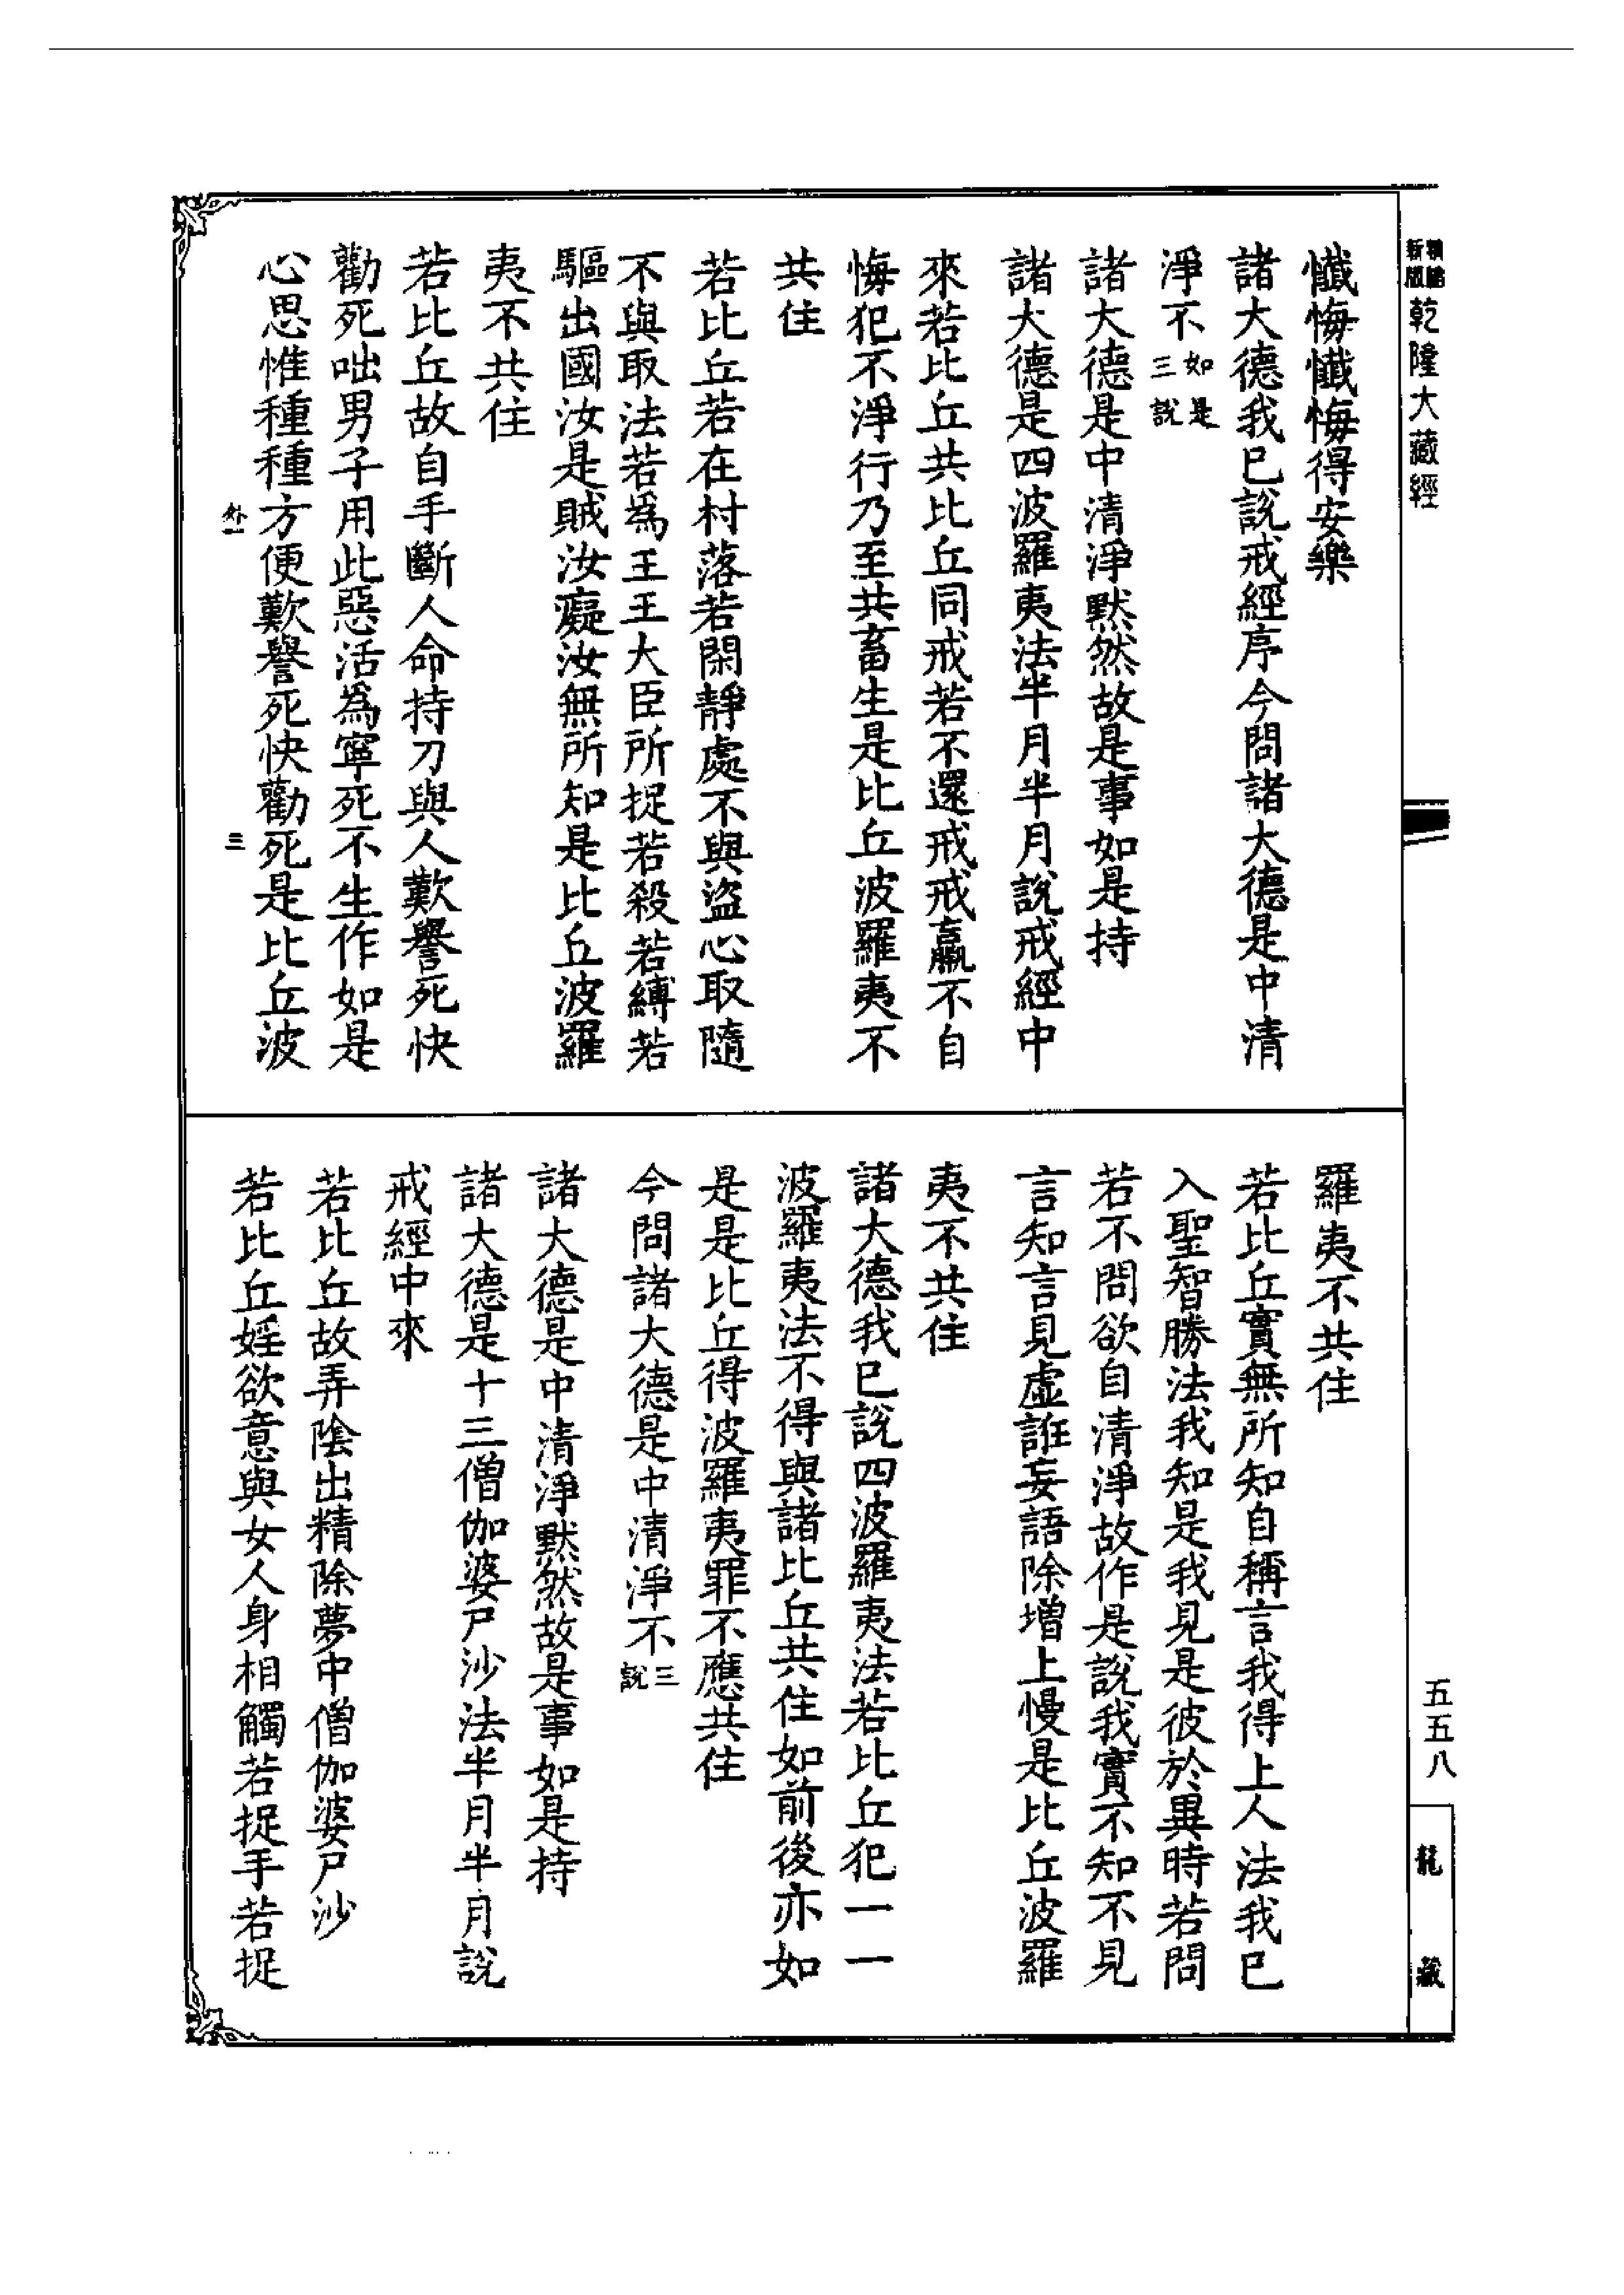 新版
乾隆大藏經
懺悔懺悔得安樂
諸大德我已說戒經序今問諸大德是中清
淨不如是三說
諸大德是中清淨默然故是事如是持
諸大德是四波羅夷法半月半月說戒經中
來若比丘共比丘同戒若不還戒戒羸不自
悔犯不淨行乃至共畜生是比丘波羅夷不
共住
若比丘若在村落若閑靜處不與盜心取隨
不與取法若為王王大臣所捉若殺若縛若
驅出國汝是賊汝癡汝無所知是比丘波羅
夷不共住
若比丘故自手斷人命持刀與人歎譽死快
勸死咄男子用此惡活為寧死不生作如是
心思惟種種方便歎譽死快勸死是比丘波
外一
三
羅夷不共住
若比丘實無所知自稱言我得上人法我已
入聖智勝法我知是我見是彼於異時若問
若不問欲自清淨故作是說我實不知不見
言知言見虛誑妄語除增上慢是比丘波羅
夷不共住
諸大德我已說四波羅夷法若比丘犯一一
波羅夷法不得與諸比丘共住如前後亦如
是是比丘得波羅夷罪不應共住
今問諸大德是中清淨不三說
諸大德是中清淨默然故是事如是持
諸大德是十三僧伽婆尸沙法半月半月說
戒經中來
若比丘故弄陰出精除夢中僧伽婆尸沙
若比丘婬欲意與女人身相觸若捉手若捉
五五八
龍藏